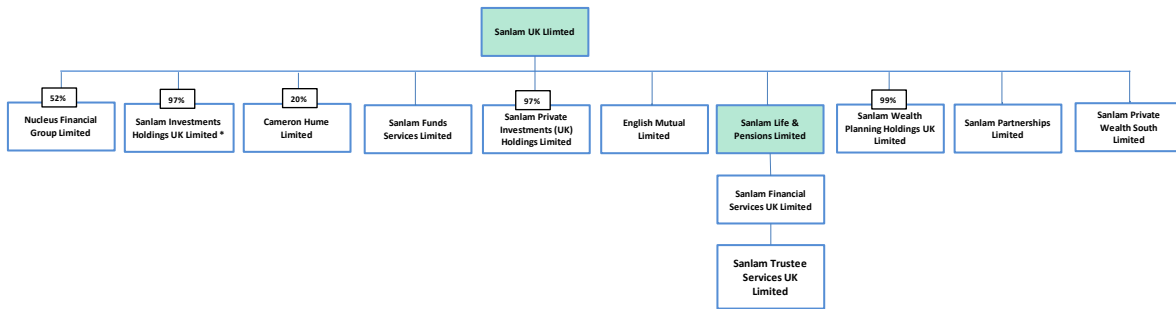 Sanlam UK Llimted
52%
Nucleus Financial
Group Limited
97%
Sanlam Investments
Holdings UK Limited *
20%
Cameron Hume
Limited
Sanlam Funds
Services Limited
97%
Sanlam Private
Investments (UK)
Holdings Limited
English Mutual
Limited
Sanlam Life &
Pensions Limited
99%
Sanlam Wealth
Planning Holdings UK
Limited
Sanlam Partnerships
Limited
Sanlam Private
Wealth South
Limited
Sanlam Financial
Services UK Limited
Sanlam Trustee
Services UK
Limited